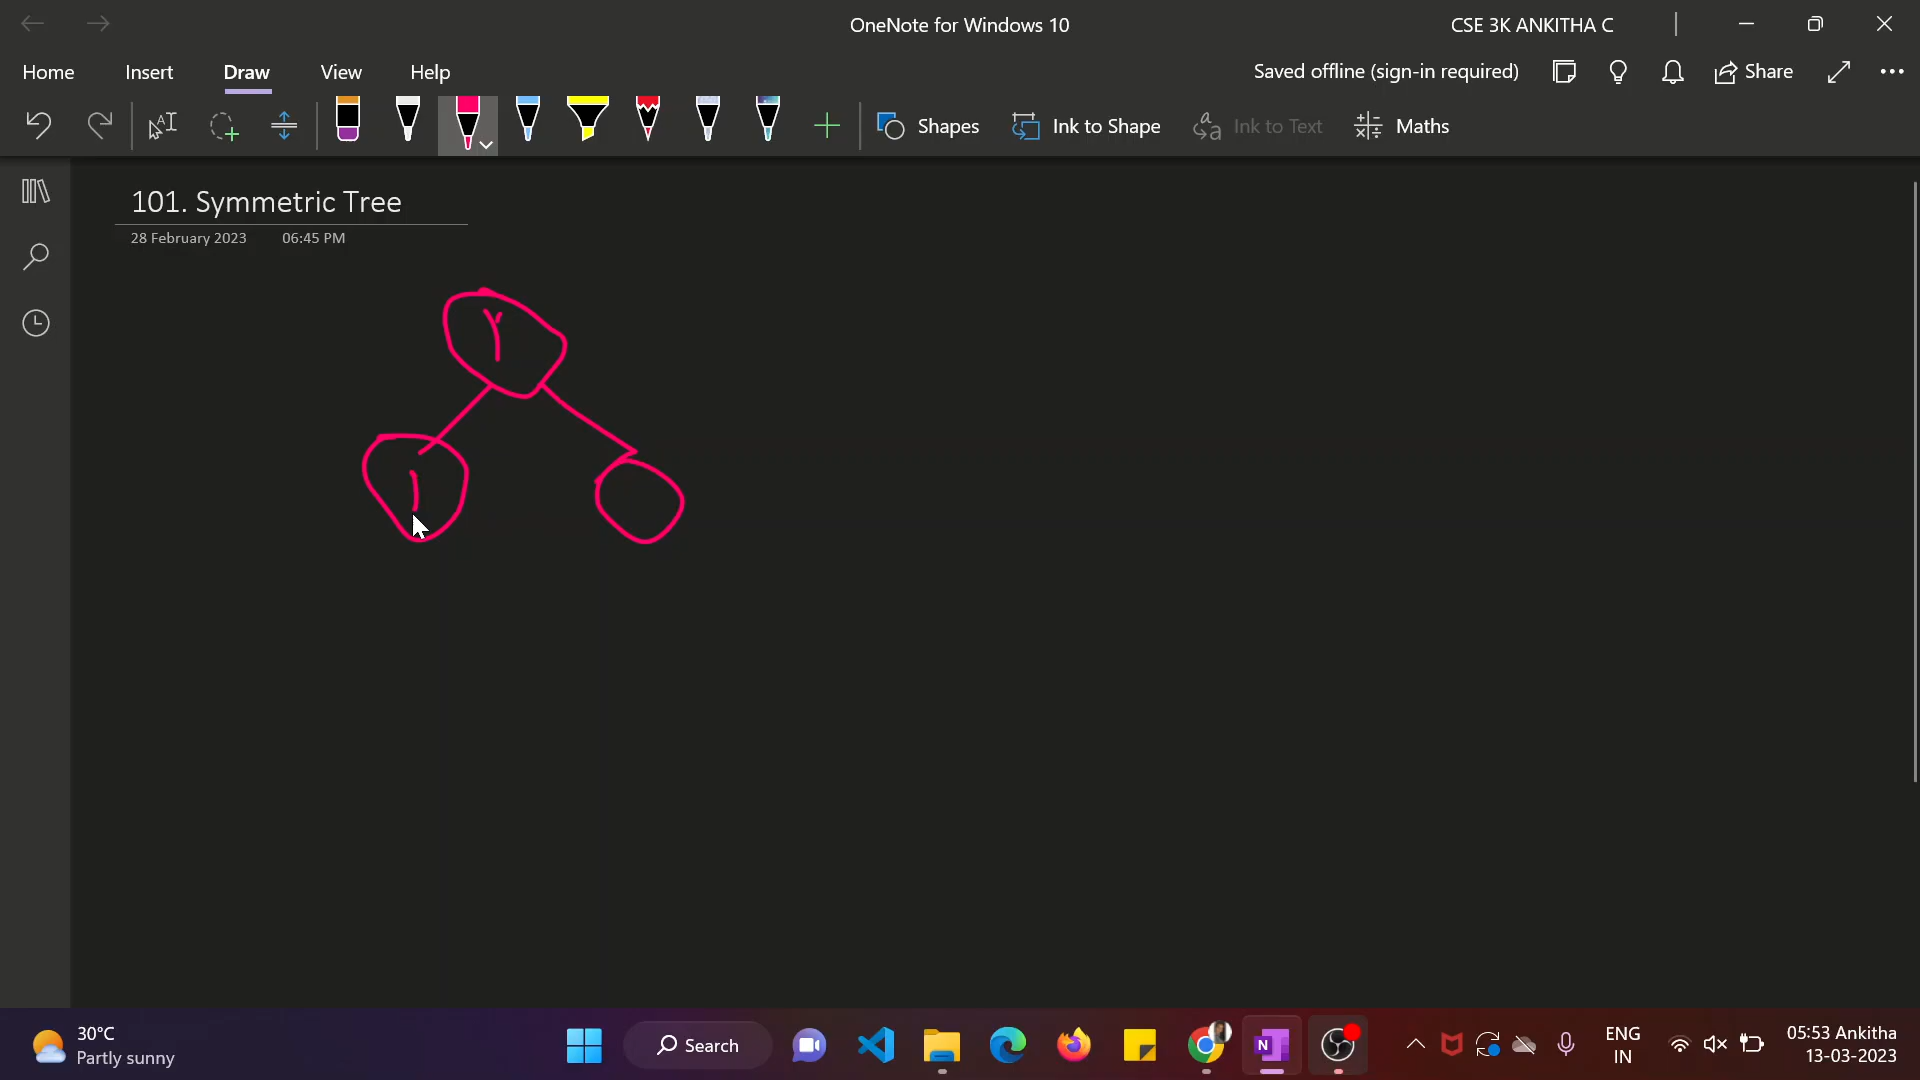 OneNote for Windows 10
CSE 3K ANKITHA C
Home Insert Draw View Help
Saved offline (sign-in required)
Share
Shapes
Ink to Shape
Ink to Text
Maths
101. Symmetric Tree
28 February 2023 06:45 PM
30°C
Partly sunny
Search
ENG
IN
05:53 Ankitha
13-03-2023